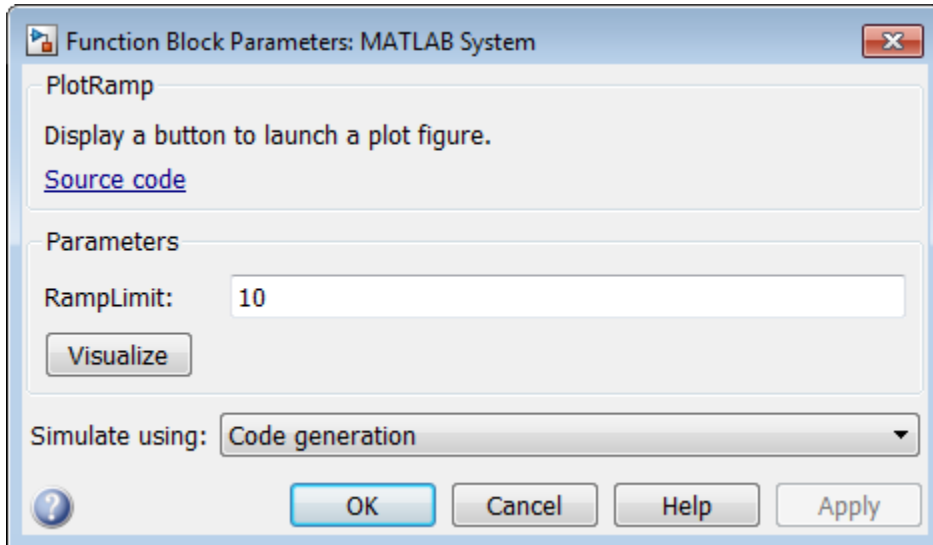 Function Block Parameters: MATLAB System
PlotRamp
Display a button to launch a plot figure.
Source code
Parameters
RampLimit: 10
Visualize
Simulate using: Code generation
? OK Cancel Help Apply